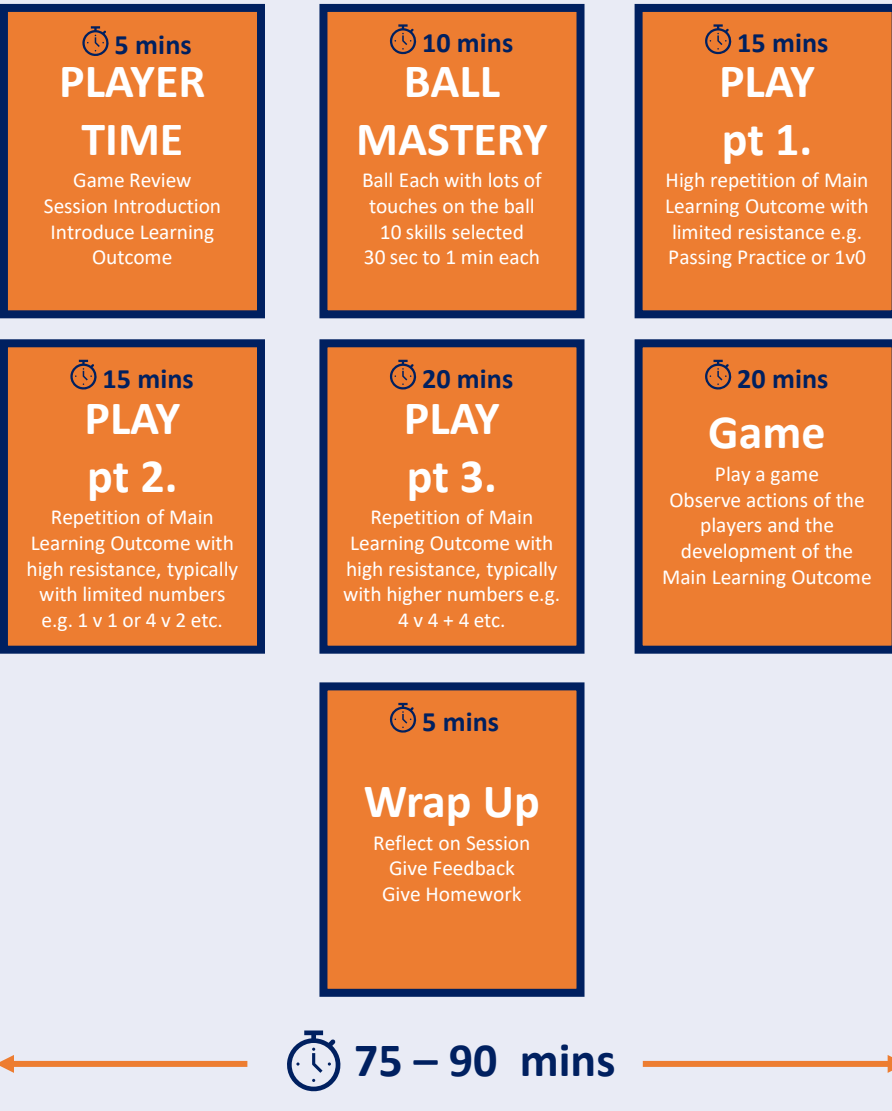 5 mins
PLAYER
TIME
Game Review
Session Introduction
Introduce Learning
Outcome
10 mins
BALL
MASTERY
Ball Each with lots of
touches on the ball
10 skills selected
30 sec to 1 min each
15 mins
PLAY
pt 1.
High repetition of Main
Learning Outcome with
limited resistance e.g.
Passing Practice or 1v0
15 mins
PLAY
pt 2.
Repetition of Main
Learning Outcome with
high resistance, typically
with limited numbers
e.g. 1 v 1 or 4 v 2 etc.
20 mins
PLAY
pt 3.
Repetition of Main
Learning Outcome with
high resistance, typically
with higher numbers e.g.
4 v 4 + 4 etc.
20 mins
Game
Play a game
Observe actions of the
players and the
development of the
Main Learning Outcome
5 mins
Wrap Up
Reflect on Session
Give Feedback
Give Homework
75 – 90 mins